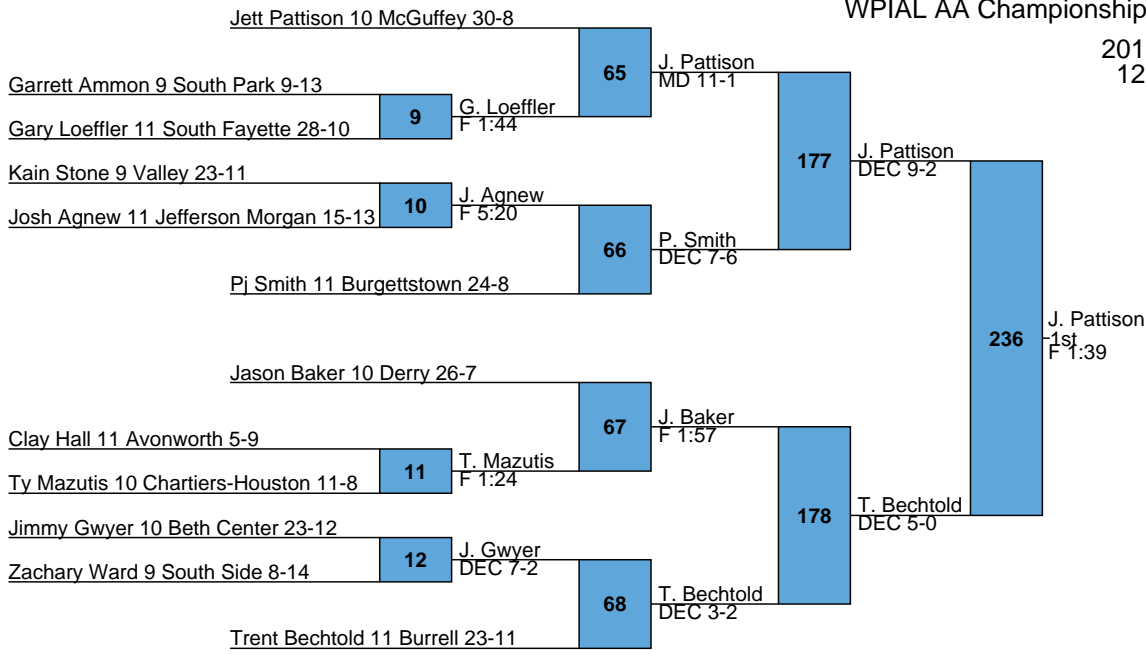 WPIAL AA Championship
201
12
Jett Pattison 10 McGuffey 30-8
65
J. Pattison
MD 11-1
Garrett Ammon 9 South Park 9-13
9
G. Loeffler
F 1:44
Gary Loeffler 11 South Fayette 28-10
177
J. Pattison
DEC 9-2
Kain Stone 9 Valley 23-11
10
J. Agnew
F 5:20
Josh Agnew 11 Jefferson Morgan 15-13
66
P. Smith
DEC 7-6
Pj Smith 11 Burgettstown 24-8
236
J. Pattison
1st
F 1:39
Jason Baker 10 Derry 26-7
67
J. Baker
F 1:57
Clay Hall 11 Avonworth 5-9
11
T. Mazutis
F 1:24
Ty Mazutis 10 Chartiers-Houston 11-8
178
T. Bechtold
DEC 5-0
Jimmy Gwyer 10 Beth Center 23-12
12
J. Gwyer
DEC 7-2
Zachary Ward 9 South Side 8-14
68
T. Bechtold
DEC 3-2
Trent Bechtold 11 Burrell 23-11